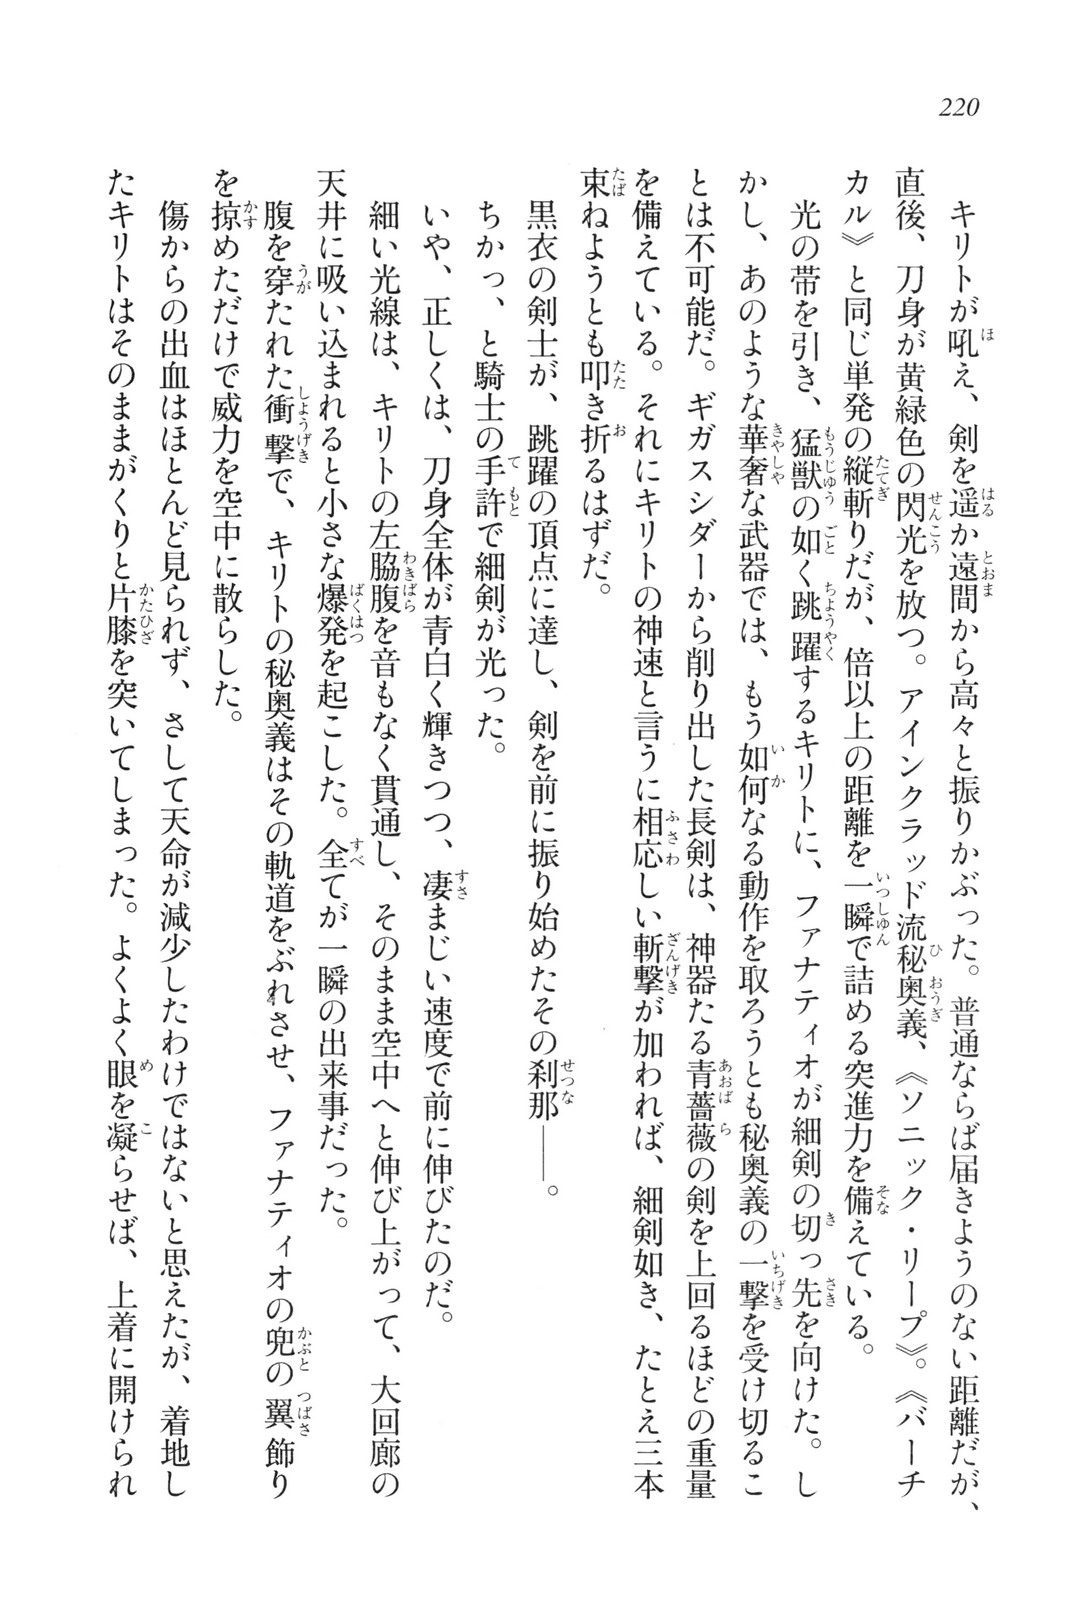 220
キリトが吼え、剣を遥か遠間から高々と振りかぶった。普通ならば届きようのない距離だが、
直後、刀身が黄緑色の閃光を放つ。アインクラッド流秘奥義、《ソニック・リープ》。《バーチ
カル》と同じ単発の縦斬りだが、倍以上の距離を一瞬で詰める突進力を備えている。
光の帯を引き、猛獣の如く跳躍するキリトに、ファナティオが細剣の切っ先を向けた。し
かし、あのような華奢な武器では、もう如何なる動作を取ろうとも秘奥義の一撃を受け切るこ
とは不可能だ。ギガスシダーから削り出した長剣は、神器たる青薔薇の剣を上回るほどの重量
を備えている。それにキリトの神速と言うに相応しい斬撃が加われば、細剣如き、たとえ三本
束ねようとも叩き折るはずだ。
黒衣の剣士が、跳躍の頂点に達し、剣を前に振り始めたその刹那――。
ちかっ、と騎士の手許で細剣が光った。
いや、正しくは、刀身全体が青白く輝きつつ、凄まじい速度で前に伸びたのだ。
細い光線は、キリトの左脇腹を音もなく貫通し、そのまま空中へと伸び上がって、大回廊の
天井に吸い込まれると小さな爆発を起こした。全てが一瞬の出来事だった。
腹を穿たれた衝撃で、キリトの秘奥義はその軌道をぶれさせ、ファナティオの兜の翼飾り
を掠めただけで威力を空中に散らした。
傷からの出血はほとんど見られず、さして天命が減少したわけではないと思えたが、着地し
たキリトはそのままがくりと片膝を突いてしまった。よくよく眼を凝らせば、上着に開けられ